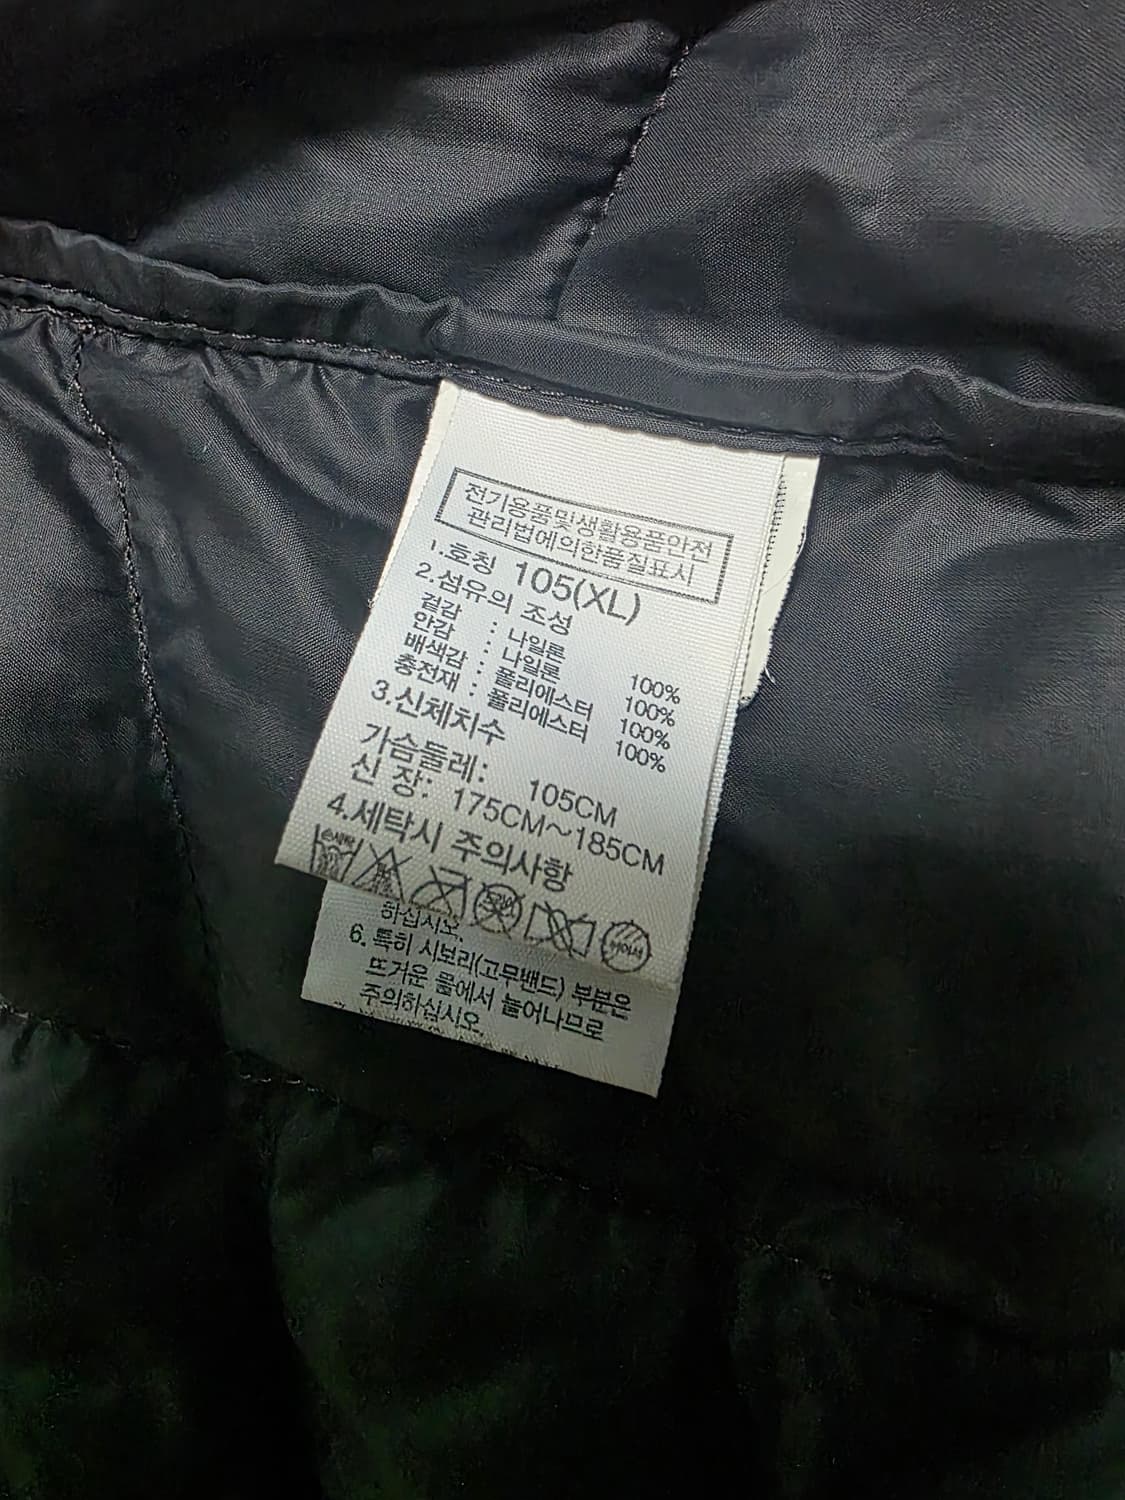 전기용품및생활용품안전
관리법에의한품질표시
1.호칭 105(XL)
2.섬유의 조성
겉감 : 나일론 100%
안감 : 나일론 100%
배색감 : 폴리에스터 100%
충전재 : 폴리에스터 100%
3.신체치수
가슴둘레: 105CM
신 장: 175CM~185CM
4.세탁시 주의사항
손세탁
하십시오.
6. 특히 시보리(고무밴드) 부분은
뜨거운 물에서 늘어나므로
주의하십시오.